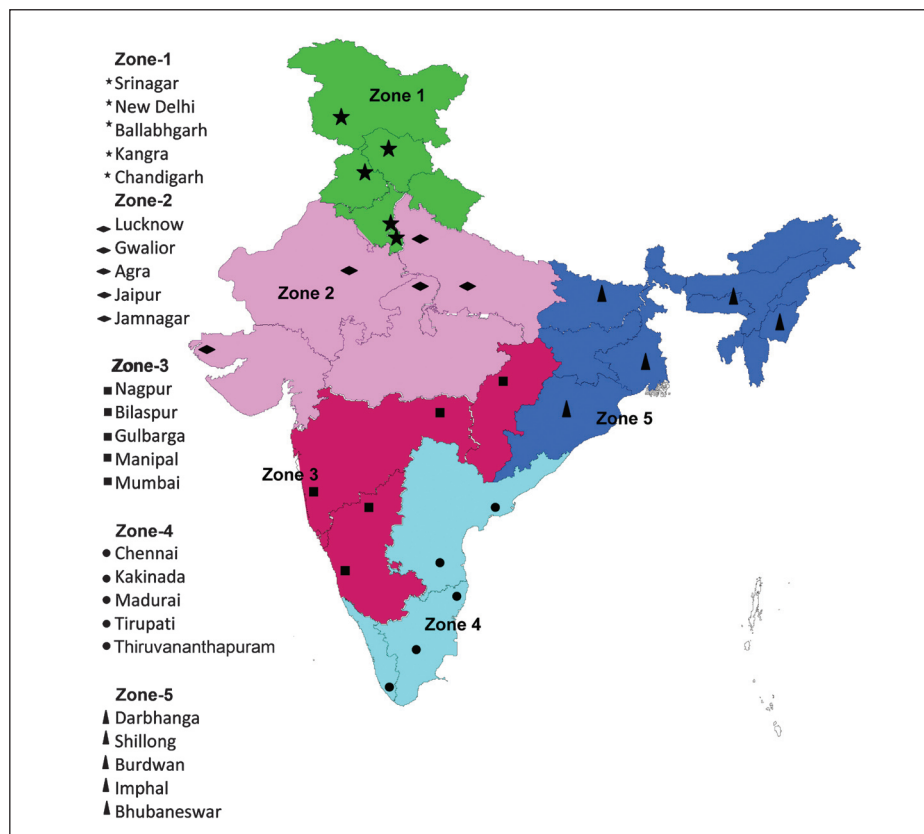 Zone-1
Srinagar
New Delhi
Ballabhgarh
Kangra
Chandigarh
Zone-2
Lucknow
Gwalior
Agra
Jaipur
Jamnagar
Zone-3
Nagpur
Bilaspur
Gulbarga
Manipal
Mumbai
Zone-4
Chennai
Kakinada
Madurai
Tirupati
Thiruvananthapuram
Zone-5
Darbhanga
Shillong
Burdwan
Imphal
Bhubaneswar
Zone 1
Zone 2
Zone 3
Zone 4
Zone 5